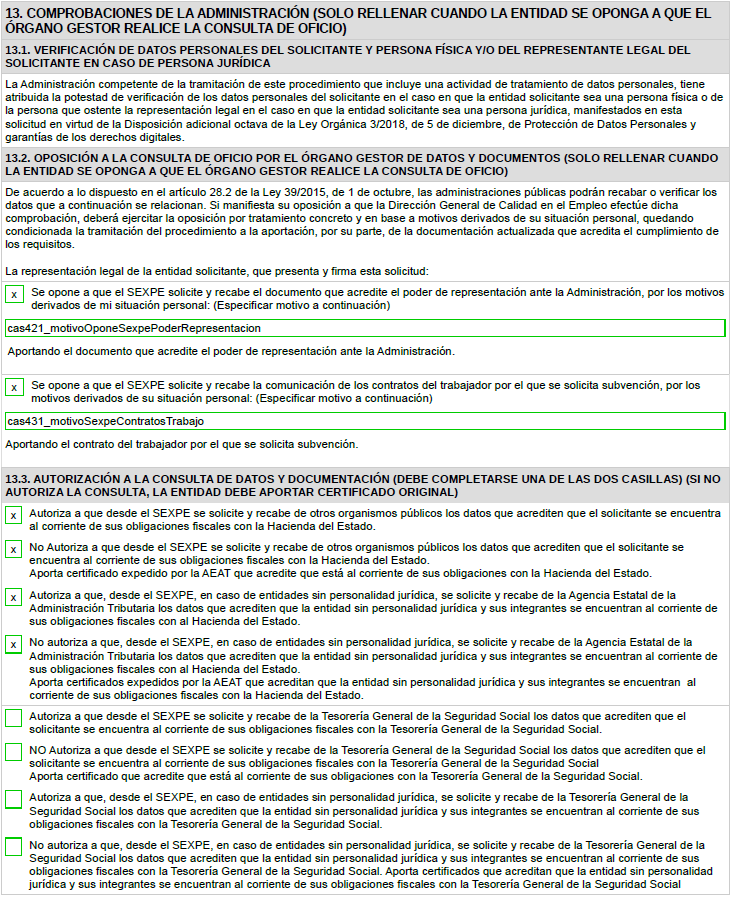 13. COMPROBACIONES DE LA ADMINISTRACIÓN (SOLO RELLENAR CUANDO LA ENTIDAD SE OPONGA A QUE EL
ÓRGANO GESTOR REALICE LA CONSULTA DE OFICIO)
13.1. VERIFICACIÓN DE DATOS PERSONALES DEL SOLICITANTE Y PERSONA FÍSICA Y/O DEL REPRESENTANTE LEGAL DEL
SOLICITANTE EN CASO DE PERSONA JURÍDICA
La Administración competente de la tramitación de este procedimiento que incluye una actividad de tratamiento de datos personales, tiene
atribuida la potestad de verificación de los datos personales del solicitante en el caso en que la entidad solicitante sea una persona física o de
la persona que ostente la representación legal en el caso en que la entidad solicitante sea una persona jurídica, manifestados en esta
solicitud en virtud de la Disposición adicional octava de la Ley Orgánica 3/2018, de 5 de diciembre, de Protección de Datos Personales y
garantías de los derechos digitales.
13.2. OPOSICIÓN A LA CONSULTA DE OFICIO POR EL ÓRGANO GESTOR DE DATOS Y DOCUMENTOS (SOLO RELLENAR CUANDO
LA ENTIDAD SE OPONGA A QUE EL ÓRGANO GESTOR REALICE LA CONSULTA DE OFICIO)
De acuerdo a lo dispuesto en el artículo 28.2 de la Ley 39/2015, de 1 de octubre, las administraciones públicas podrán recabar o verificar los
datos que a continuación se relacionan. Si manifiesta su oposición a que la Dirección General de Calidad en el Empleo efectúe dicha
comprobación, deberá ejercitar la oposición por tratamiento concreto y en base a motivos derivados de su situación personal, quedando
condicionada la tramitación del procedimiento a la aportación, por su parte, de la documentación actualizada que acredita el cumplimiento de
los requisitos.
La representación legal de la entidad solicitante, que presenta y firma esta solicitud:
x Se opone a que el SEXPE solicite y recabe el documento que acredite el poder de representación ante la Administración, por los motivos
derivados de mi situación personal: (Especificar motivo a continuación)
cas421_motivoOponeSexpePoderRepresentacion
Aportando el documento que acredite el poder de representación ante la Administración.
x Se opone a que el SEXPE solicite y recabe la comunicación de los contratos del trabajador por el que se solicita subvención, por los
motivos derivados de su situación personal: (Especificar motivo a continuación)
cas431_motivoSexpeContratosTrabajo
Aportando el contrato del trabajador por el que se solicita subvención.
13.3. AUTORIZACIÓN A LA CONSULTA DE DATOS Y DOCUMENTACIÓN (DEBE COMPLETARSE UNA DE LAS DOS CASILLAS) (SI NO
AUTORIZA LA CONSULTA, LA ENTIDAD DEBE APORTAR CERTIFICADO ORIGINAL)
x Autoriza a que desde el SEXPE se solicite y recabe de otros organismos públicos los datos que acrediten que el solicitante se encuentra
al corriente de sus obligaciones fiscales con la Hacienda del Estado.
x No Autoriza a que desde el SEXPE se solicite y recabe de otros organismos públicos los datos que acrediten que el solicitante se
encuentra al corriente de sus obligaciones fiscales con la Hacienda del Estado.
Aporta certificado expedido por la AEAT que acredite que está al corriente de sus obligaciones con la Hacienda del Estado.
x Autoriza a que, desde el SEXPE, en caso de entidades sin personalidad jurídica, se solicite y recabe de la Agencia Estatal de la
Administración Tributaria los datos que acrediten que la entidad sin personalidad jurídica y sus integrantes se encuentran al corriente de
sus obligaciones fiscales con al Hacienda del Estado.
x No autoriza a que, desde el SEXPE, en caso de entidades sin personalidad jurídica, se solicite y recabe de la Agencia Estatal de la
Administración Tributaria los datos que acrediten que la entidad sin personalidad jurídica y sus integrantes se encuentran al corriente de
sus obligaciones fiscales con al Hacienda del Estado.
Aporta certificados expedidos por la AEAT que acreditan que la entidad sin personalidad jurídica y sus integrantes se encuentran al
corriente de sus obligaciones fiscales con la Hacienda del Estado.
Autoriza a que desde el SEXPE se solicite y recabe de la Tesorería General de la Seguridad Social los datos que acrediten que el
solicitante se encuentra al corriente de sus obligaciones fiscales con la Tesorería General de la Seguridad Social.
NO Autoriza a que desde el SEXPE se solicite y recabe de la Tesorería General de la Seguridad Social los datos que acrediten que el
solicitante se encuentra al corriente de sus obligaciones fiscales con la Tesorería General de la Seguridad Social
Aporta certificado que acredite que está al corriente de sus obligaciones con la Tesorería General de la Seguridad Social.
Autoriza a que, desde el SEXPE, en caso de entidades sin personalidad jurídica, se solicite y recabe de la Tesorería General de la
Seguridad Social los datos que acrediten que la entidad sin personalidad jurídica y sus integrantes se encuentran al corriente de sus
obligaciones fiscales con la Tesorería General de la Seguridad Social.
No autoriza a que, desde el SEXPE, en caso de entidades sin personalidad jurídica, se solicite y recabe de la Tesorería General de la
Seguridad Social los datos que acrediten que la entidad sin personalidad jurídica y sus integrantes se encuentran al corriente de sus
obligaciones fiscales con la Tesorería General de la Seguridad Social. Aporta certificados que acreditan que la entidad sin personalidad
jurídica y sus integrantes se encuentran al corriente de sus obligaciones fiscales con la Tesorería General de la Seguridad Social